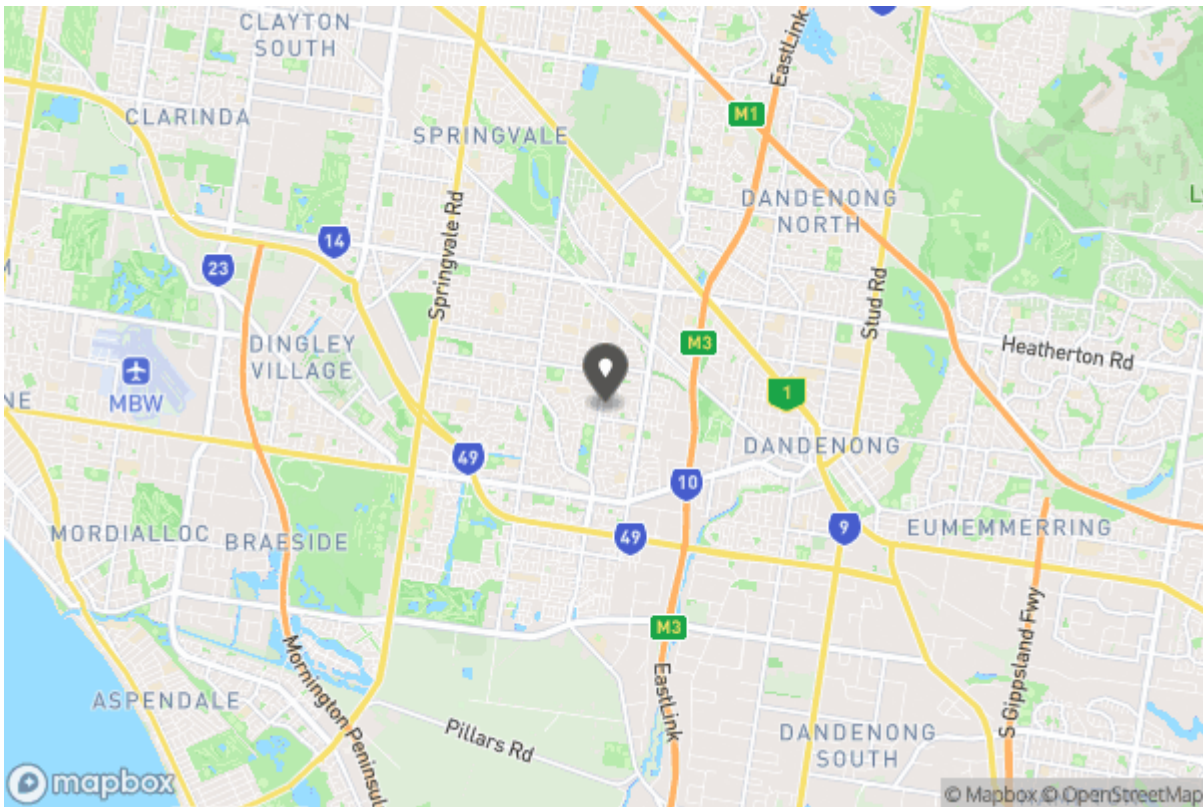 CLAYTON
SOUTH
EastLink
M1
CLARINDA
SPRINGVALE
DANDENONG
NORTH
Springvale Rd
14
23
Stud Rd
M3
Heatherton Rd
DINGLEY
VILLAGE
MBW
1
DANDENONG
49
10
MORDIALLOC
BRAESIDE
49
9
EUMEMMERRING
M3
S Gippsland Fwy
Mornington Peninsul
EastLink
ASPENDALE
Pillars Rd
DANDENONG
SOUTH
mapbox
© Mapbox © OpenStreetMap